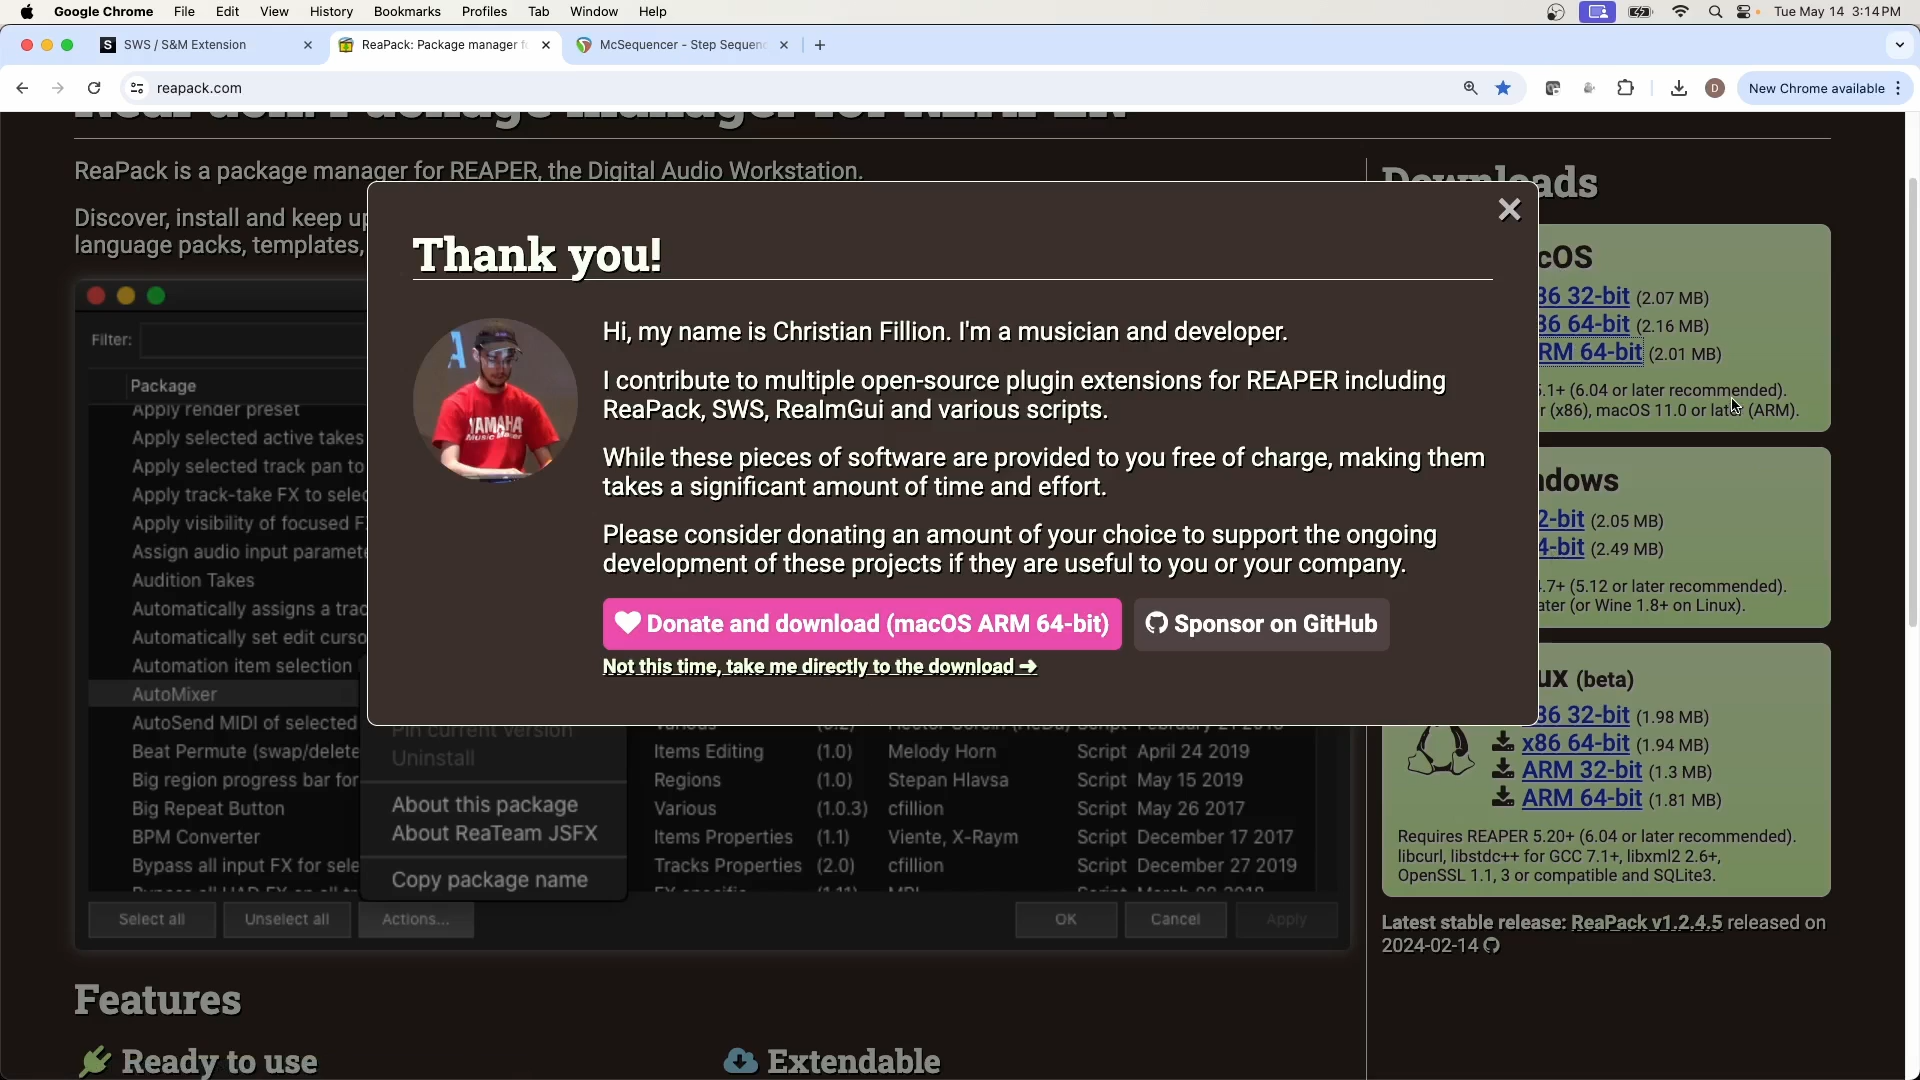 Google Chrome File Edit View History Bookmarks Profiles Tab Window Help Tue May 14 3:14 PM
SWS / S&M Extension
ReaPack: Package manager f
McSequencer - Step Sequenc
reapack.com
New Chrome available
ReaPack: Package manager for REAPER
ReaPack is a package manager for REAPER, the Digital Audio Workstation.
Discover, install and keep up
language packs, templates,
Filter:
Package
Apply render preset
Apply selected active takes
Apply selected track pan to
Apply track-take FX to selec
Apply visibility of focused F
Assign audio input paramete
Audition Takes
Automatically assigns a trac
Automatically set edit curso
Automation item selection
AutoMixer
AutoSend MIDI of selected
Beat Permute (swap/delete
Big region progress bar for
Big Repeat Button
BPM Converter
Bypass all input FX for sele
Pin current version
Uninstall
About this package
About ReaTeam JSFX
Copy package name
Items Editing (1.0) Melody Horn Script April 24 2019
Regions (1.0) Stepan Hlavsa Script May 15 2019
Various (1.0.3) cfillion Script May 26 2017
Items Properties (1.1) Viente, X-Raym Script December 17 2017
Tracks Properties (2.0) cfillion Script December 27 2019
Select all Unselect all Actions... OK Cancel Apply
Thank you!
Hi, my name is Christian Fillion. I'm a musician and developer.
I contribute to multiple open-source plugin extensions for REAPER including
ReaPack, SWS, ReaImGui and various scripts.
While these pieces of software are provided to you free of charge, making them
takes a significant amount of time and effort.
Please consider donating an amount of your choice to support the ongoing
development of these projects if they are useful to you or your company.
Donate and download (macOS ARM 64-bit)
Sponsor on GitHub
Not this time, take me directly to the download ➔
YAMAHA
Downloads
cOS
86 32-bit (2.07 MB)
86 64-bit (2.16 MB)
RM 64-bit (2.01 MB)
5.1+ (6.04 or later recommended).
r (x86), macOS 11.0 or later (ARM).
ndows
2-bit (2.05 MB)
4-bit (2.49 MB)
4.7+ (5.12 or later recommended).
ater (or Wine 1.8+ on Linux).
ux (beta)
86 32-bit (1.98 MB)
x86 64-bit (1.94 MB)
ARM 32-bit (1.3 MB)
ARM 64-bit (1.81 MB)
Requires REAPER 5.20+ (6.04 or later recommended).
libcurl, libstdc++ for GCC 7.1+, libxml2 2.6+,
OpenSSL 1.1, 3 or compatible and SQLite3.
Latest stable release: ReaPack v1.2.4.5 released on
2024-02-14
Features
Ready to use
Extendable